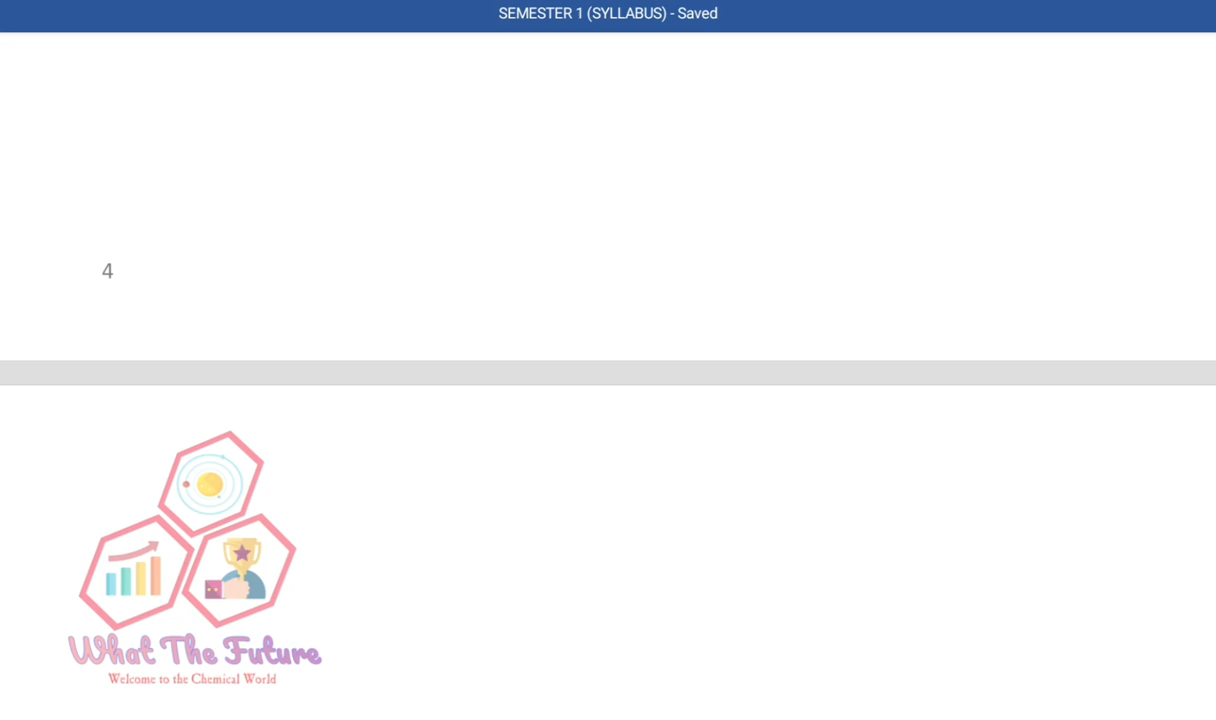 SEMESTER 1 (SYLLABUS) - Saved
4
What The Future
Welcome to the Chemical World